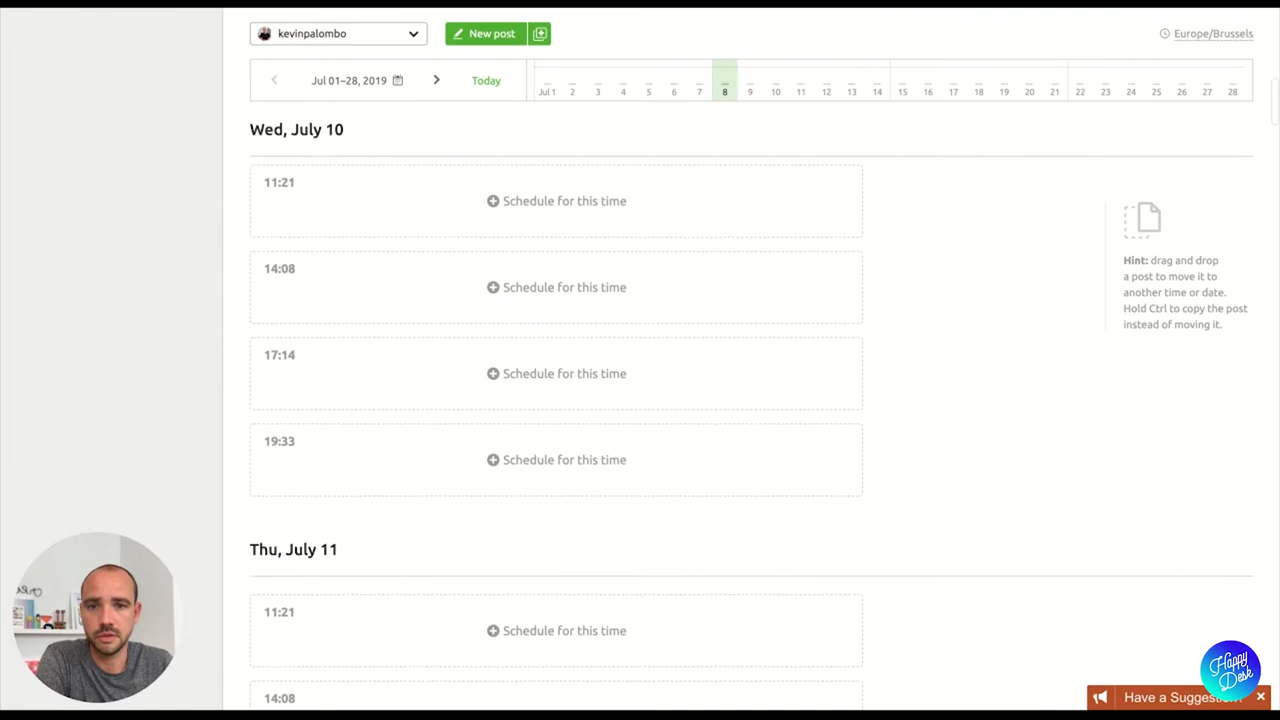 kevinpalombo
New post
Europe/Brussels
Jul 01–28, 2019
Today
Jul 1 2 3 4 5 6 7 8 9 10 11 12 13 14 15 16 17 18 19 20 21 22 23 24 25 26 27 28
Wed, July 10
11:21
Schedule for this time
14:08
Schedule for this time
17:14
Schedule for this time
19:33
Schedule for this time
Hint: drag and drop
a post to move it to
another time or date.
Hold Ctrl to copy the post
instead of moving it.
Thu, July 11
11:21
Schedule for this time
14:08
Happy
Desk
Have a